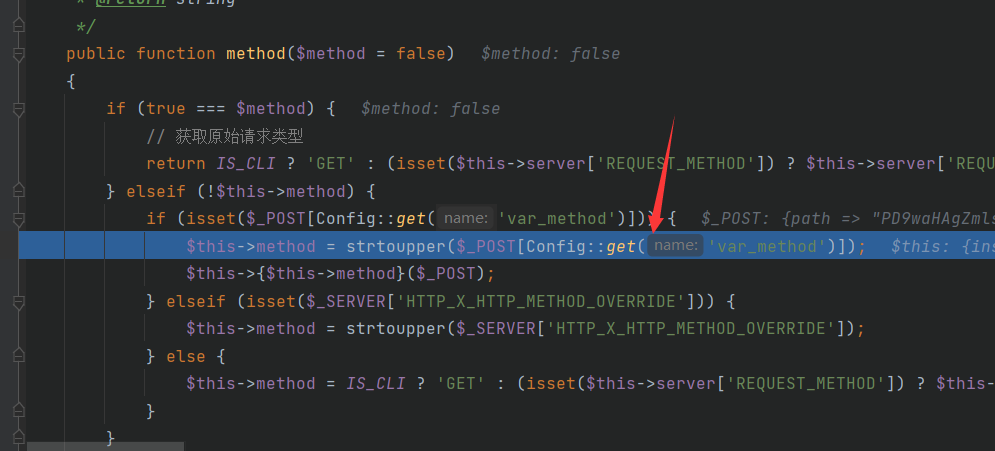 * @return string
*/
public function method($method = false)   $method: false
{
if (true === $method) {   $method: false
// 获取原始请求类型
return IS_CLI ? 'GET' : (isset($this->server['REQUEST_METHOD']) ? $this->server['REQU
} elseif (!$this->method) {
if (isset($_POST[Config::get( name: 'var_method')])) {   $_POST: {path => "PD9waHAgZmls
$this->method = strtoupper($_POST[Config::get( name: 'var_method')]);   $this: {ins
$this->{$this->method}($_POST);
} elseif (isset($_SERVER['HTTP_X_HTTP_METHOD_OVERRIDE'])) {
$this->method = strtoupper($_SERVER['HTTP_X_HTTP_METHOD_OVERRIDE']);
} else {
$this->method = IS_CLI ? 'GET' : (isset($this->server['REQUEST_METHOD']) ? $this-
}
}